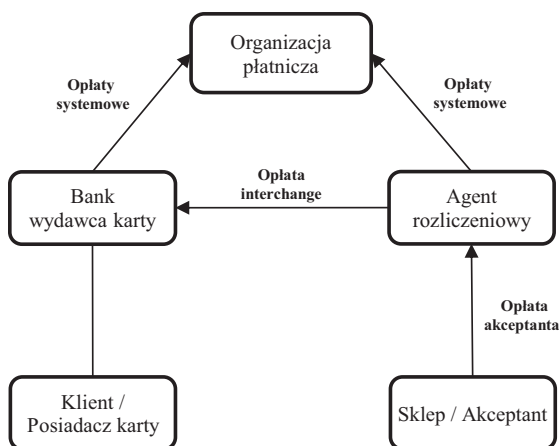 Organizacja
płatnicza
Opłaty
systemowe
Opłaty
systemowe
Opłata
interchange
Bank
wydawca karty
Agent
rozliczeniowy
Opłata
akceptanta
Klient /
Posiadacz karty
Sklep / Akceptant